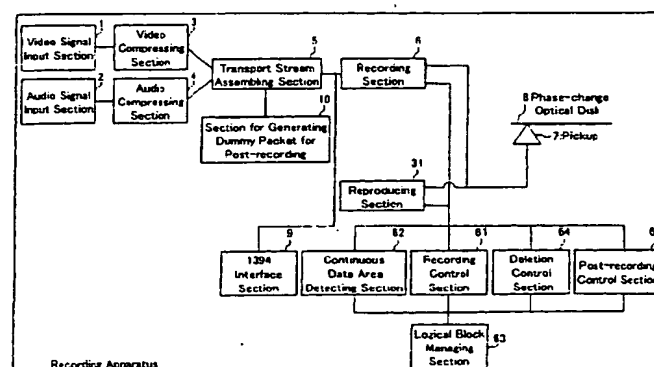 1
Video Signal
Input Section
3
Video
Compressing
Section
2
Audio Signal
Input Section
4
Audio
Compressing
Section
5
Transport Stream
Assembling Section
6
Recording
Section
10
Section for Generating
Dummy Packet for
Post-recording
8 Phase-change
Optical Disk
7:Pickup
31
Reproducing
Section
9
1394
Interface
Section
62
Continuous
Data Area
Detecting Section
61
Recording
Control
Section
64
Deletion
Control
Section
6
Post-recording
Control Section
Logical Block
Managing
Section
63
Recording Apparatus